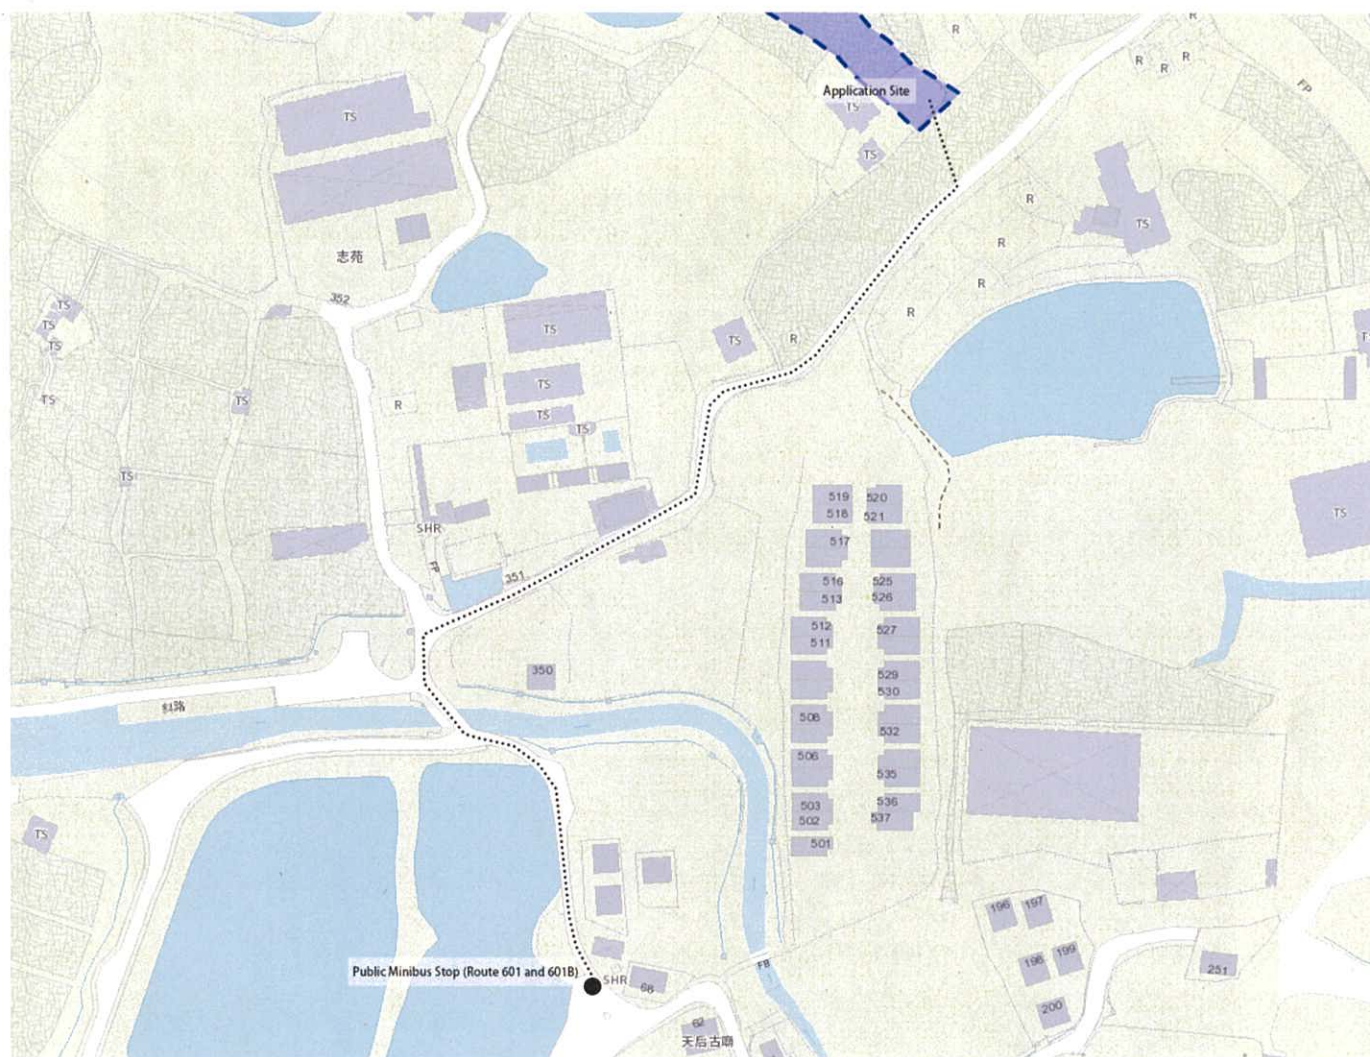 R
R
R
R
R
FP
Application Site
TS
TS
TS
R
TS
R
R
R
R
志苑
352
TS
TS
TS
TS
TS
TS
TS
R
TS
TS
R
TS
TS
TS
TS
TS
SHR
FP
351
519 520
518 521
517
516 525
513 526
512 527
511
350
529
530
508
532
506
535
503 536
502 537
501
斜路
TS
196 197
198 199
200
251
FB
Public Minibus Stop (Route 601 and 601B)
SHR
68
62
天后古廟